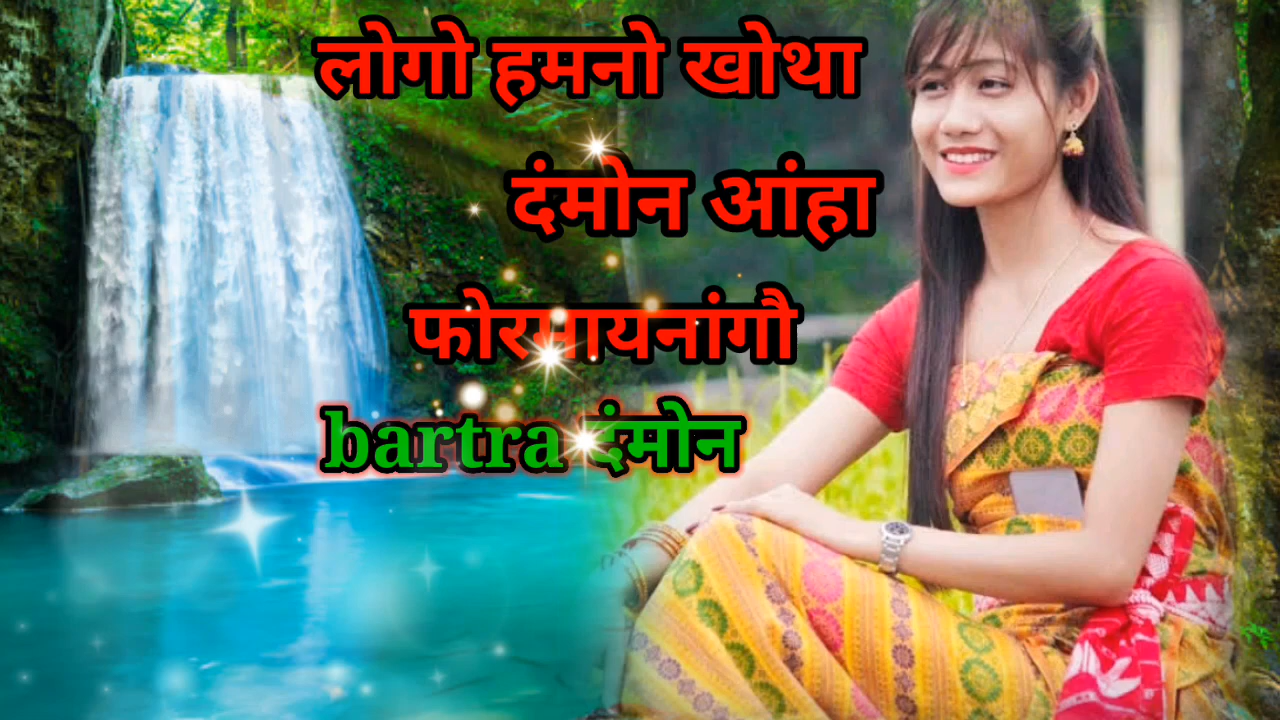 लोगो हमनो खोथा
दंमोन आंहा
फोरमायनांगौ
bartra दंमोन